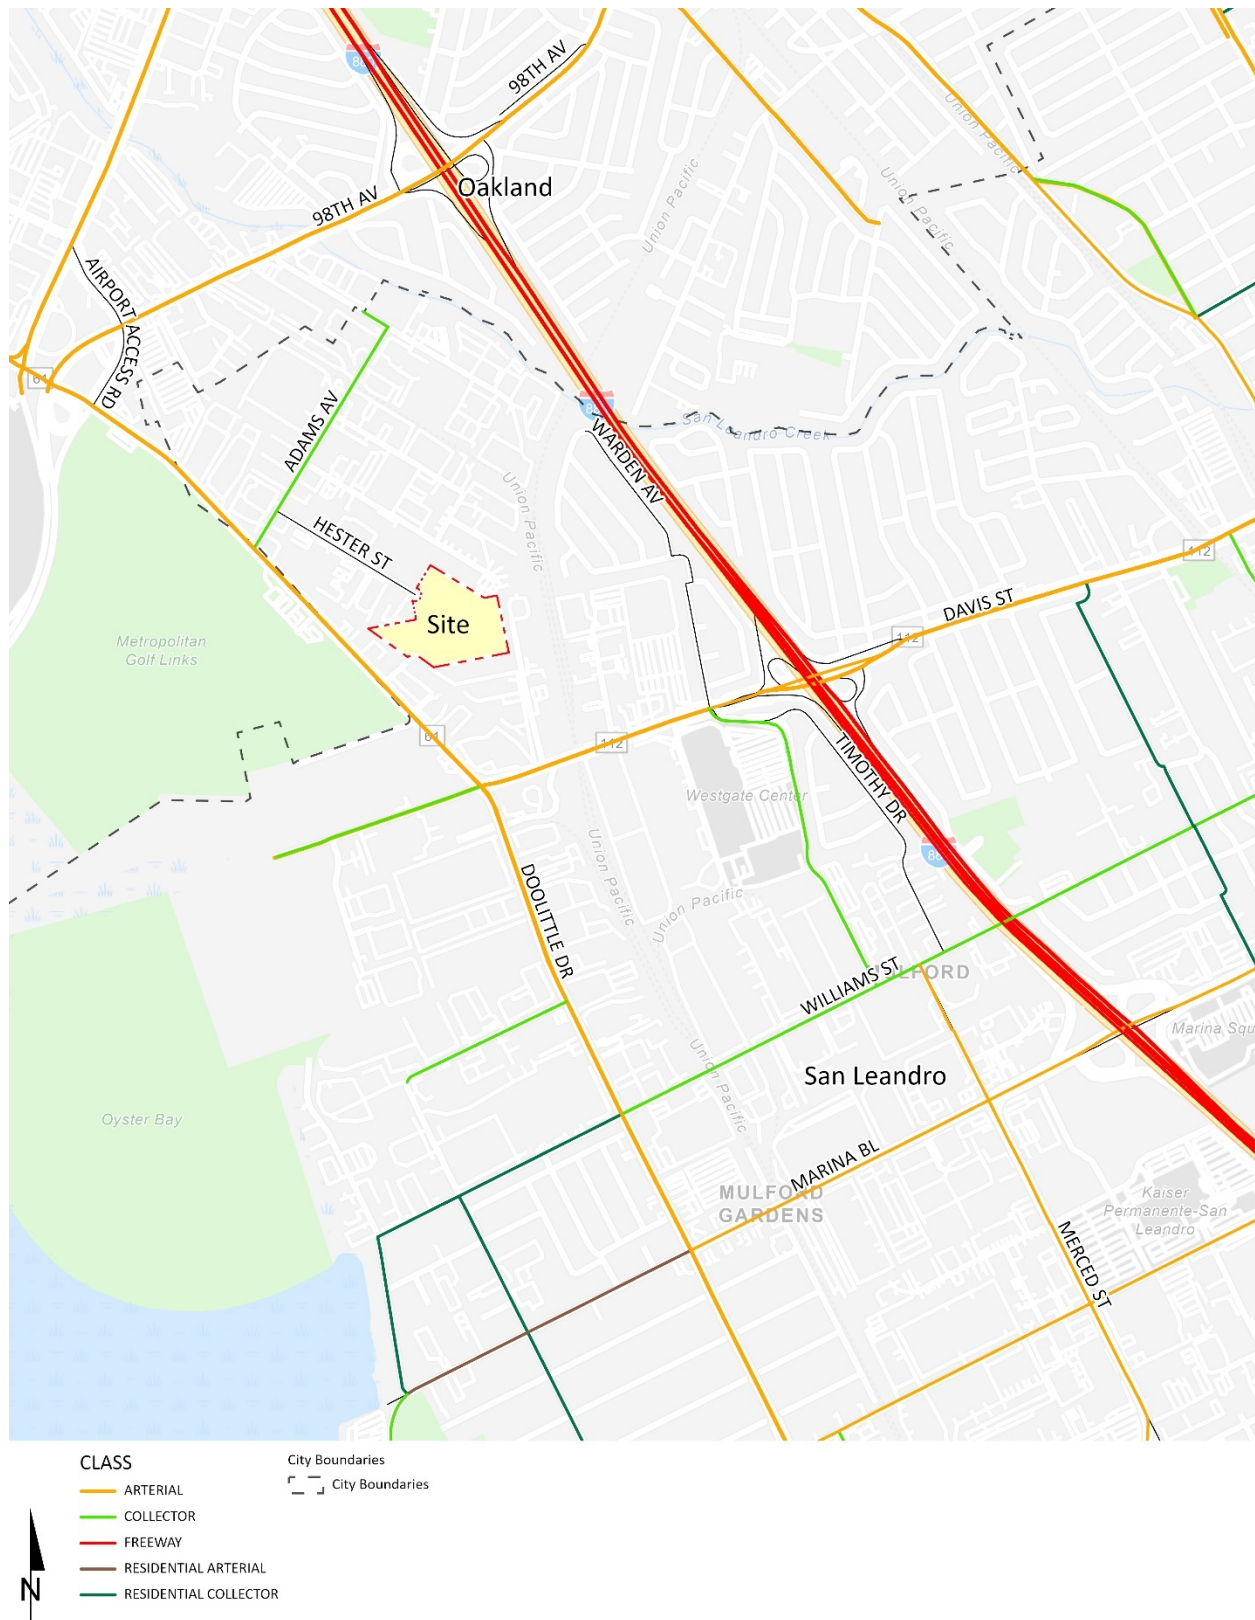 98TH AV
Union Pacific
Oakland
98TH AV
Union Pacific
Union Pacific
AIRPORT ACCESS RD
61
ADAMS AV
San Leandro Creek
WARDEN AV
Union Pacific
HESTER ST
112
DAVIS ST
Site
Metropolitan
Golf Links
112
61
112
TIMOTHY DR
Westgate Center
88
Union Pacific
DOOLITTLE DR
Union Pacific
WILLIAMS ST
Marina Squ
San Leandro
Union Pacific
Oyster Bay
MARINA BL
MULFORD
GARDENS
Kaiser
Permanente-San
Leandro
MERCED ST
CLASS
ARTERIAL
COLLECTOR
FREEWAY
RESIDENTIAL ARTERIAL
RESIDENTIAL COLLECTOR
City Boundaries
City Boundaries
N